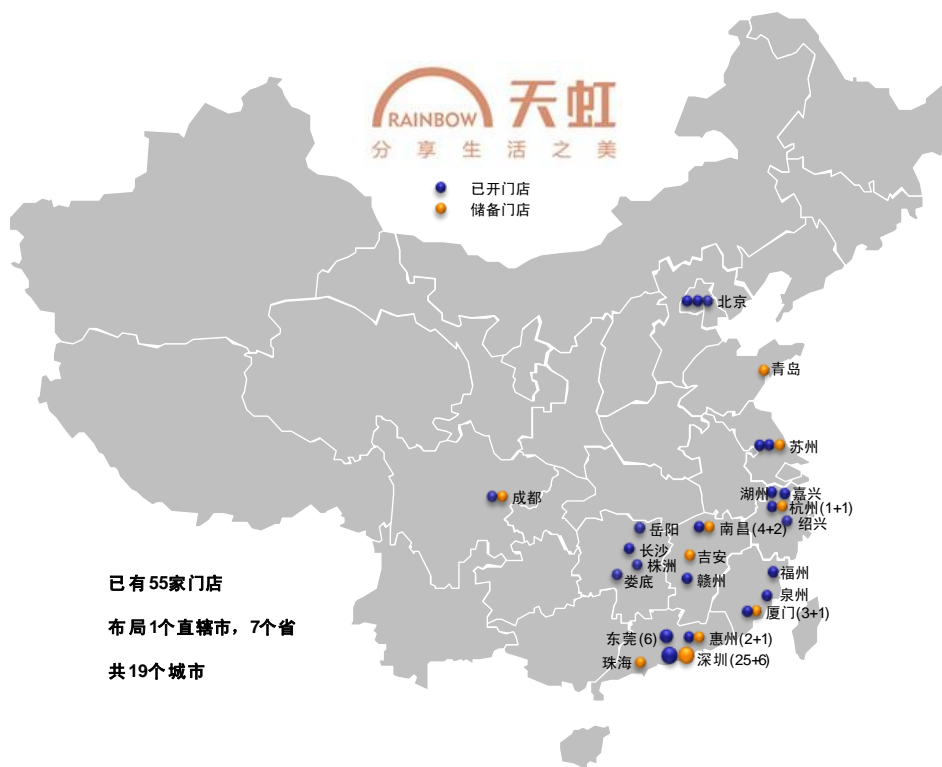 RAINBOW 天虹
分享生活之美
已开门店
储备门店
北京
青岛
苏州
成都
湖州 嘉兴
杭州(1+1)
绍兴
岳阳 南昌(4+2)
长沙 吉安
株洲
娄底 赣州 福州
泉州
厦门(3+1)
东莞(6) 惠州(2+1)
珠海 深圳(25+6)
已有55家门店
布局1个直辖市，7个省
共19个城市